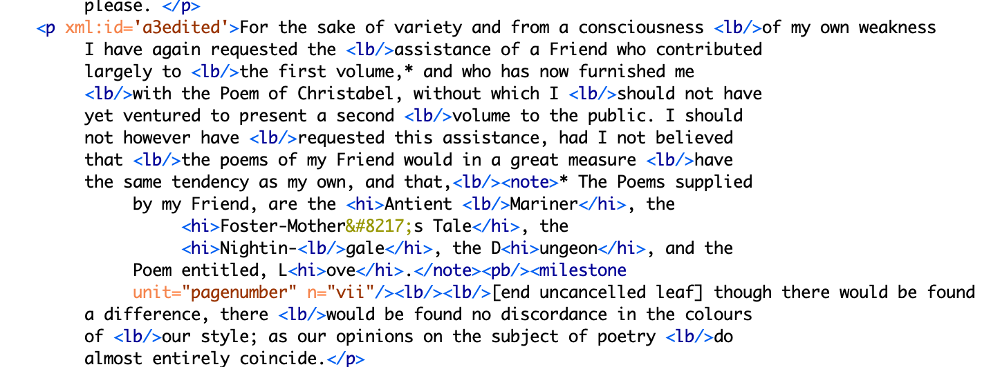 please. </p>
<p xml:id='a3edited'>For the sake of variety and from a consciousness <lb/>of my own weakness
I have again requested the <lb/>assistance of a Friend who contributed
largely to <lb/>the first volume,* and who has now furnished me
<lb/>with the Poem of Christabel, without which I <lb/>should not have
yet ventured to present a second <lb/>volume to the public. I should
not however have <lb/>requested this assistance, had I not believed
that <lb/>the poems of my Friend would in a great measure <lb/>have
the same tendency as my own, and that,<lb/><note>* The Poems supplied
by my Friend, are the <hi>Antient <lb/>Mariner</hi>, the
<hi>Foster-Mother&#8217;s Tale</hi>, the
<hi>Nightin-<lb/>gale</hi>, the D<hi>ungeon</hi>, and the
Poem entitled, L<hi>ove</hi>.</note><pb/><milestone
unit="pagenumber" n="vii"/><lb/><lb/>[end uncancelled leaf] though there would be found
a difference, there <lb/>would be found no discordance in the colours
of <lb/>our style; as our opinions on the subject of poetry <lb/>do
almost entirely coincide.</p>